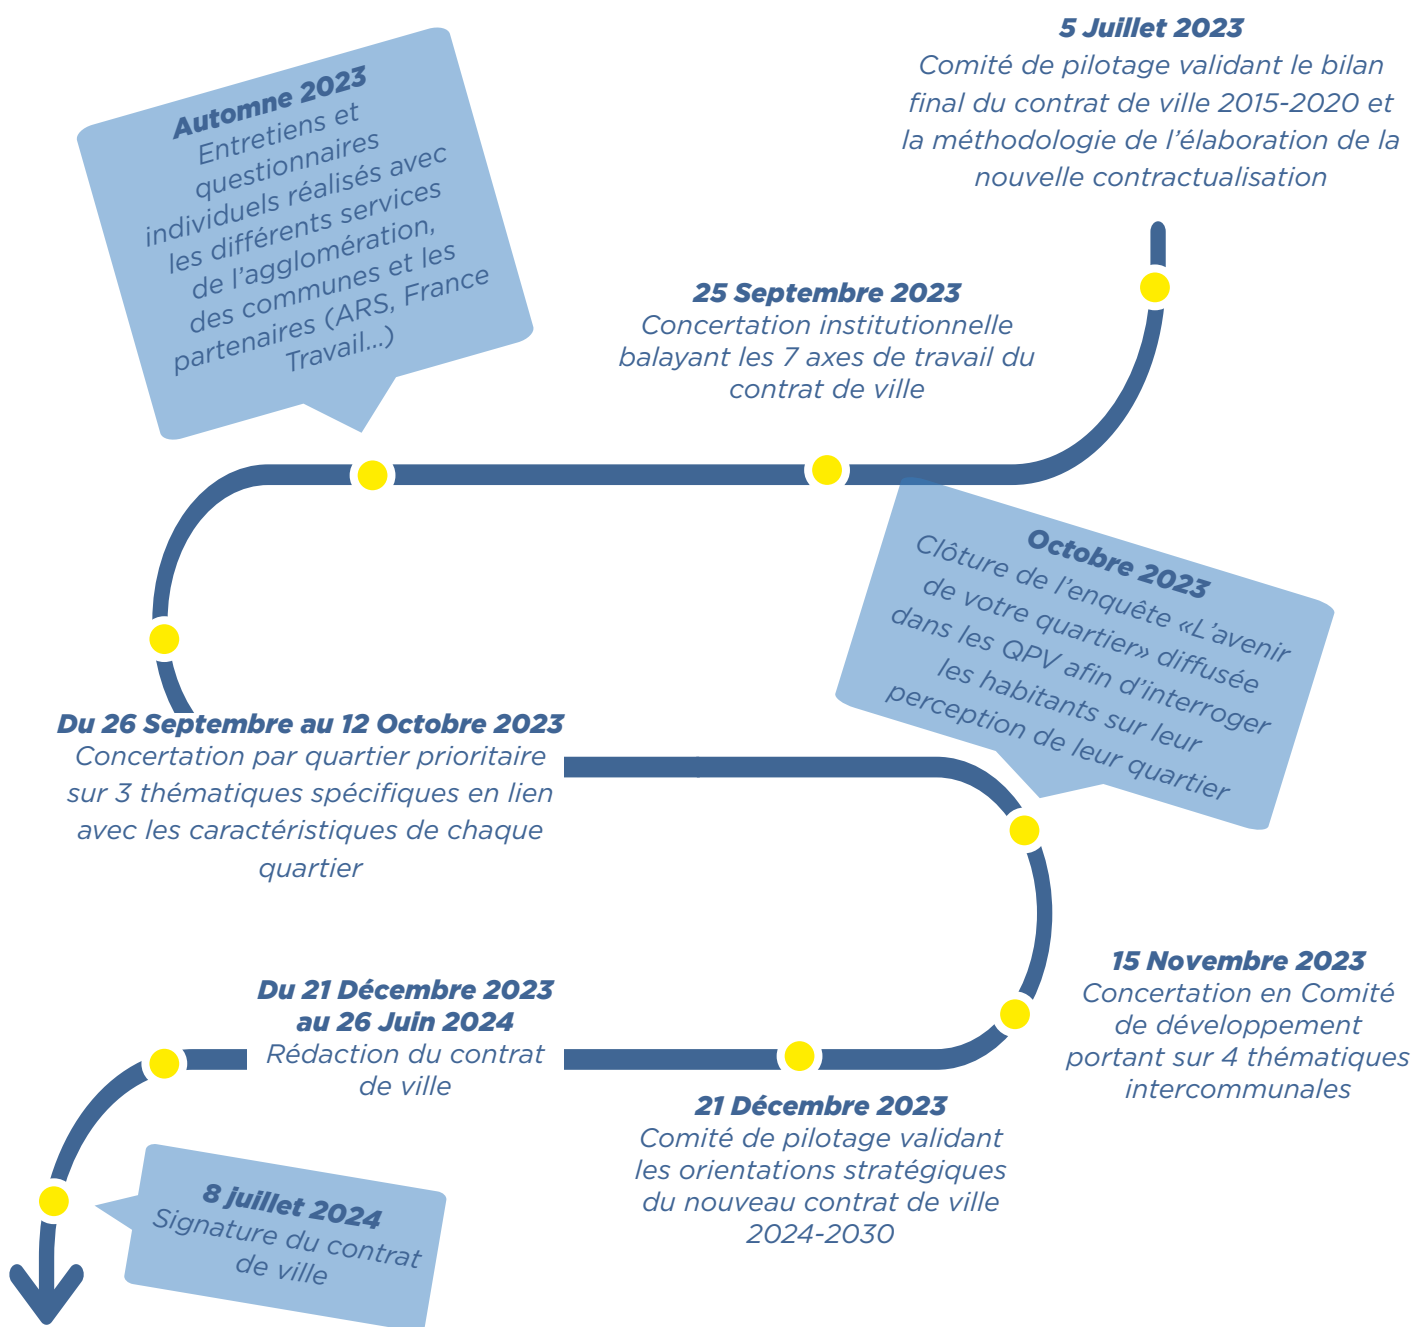 5 Juillet 2023
Comité de pilotage validant le bilan
final du contrat de ville 2015-2020 et
la méthodologie de l'élaboration de la
nouvelle contractualisation
25 Septembre 2023
Concertation institutionnelle
balayant les 7 axes de travail du
contrat de ville
Automne 2023
Entretiens et
questionnaires
individuels réalisés avec
les différents services
de l'agglomération,
des communes et les
partenaires (ARS, France
Travail...)
Du 26 Septembre au 12 Octobre 2023
Concertation par quartier prioritaire
sur 3 thématiques spécifiques en lien
avec les caractéristiques de chaque
quartier
Octobre 2023
Clôture de l'enquête «L'avenir
de votre quartier» diffusée
dans les QPV afin d'interroger
les habitants sur leur
perception de leur quartier
15 Novembre 2023
Concertation en Comité
de développement
portant sur 4 thématiques
intercommunales
21 Décembre 2023
Comité de pilotage validant
les orientations stratégiques
du nouveau contrat de ville
2024-2030
Du 21 Décembre 2023
au 26 Juin 2024
Rédaction du contrat
de ville
8 juillet 2024
Signature du contrat
de ville